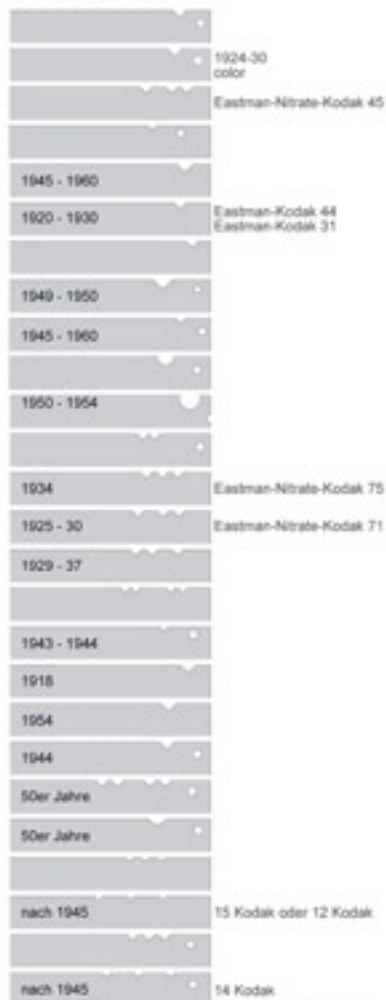 1924-30
color
Eastman-Nitrate-Kodak 45
1945 - 1960
1920 - 1930
Eastman-Kodak 44
Eastman-Kodak 31
1949 - 1950
1945 - 1960
1950 - 1954
1934
Eastman-Nitrate-Kodak 75
1925 - 30
Eastman-Nitrate-Kodak 71
1929 - 37
1943 - 1944
1918
1954
1944
50er Jahre
50er Jahre
nach 1945
15 Kodak oder 12 Kodak
nach 1945
14 Kodak